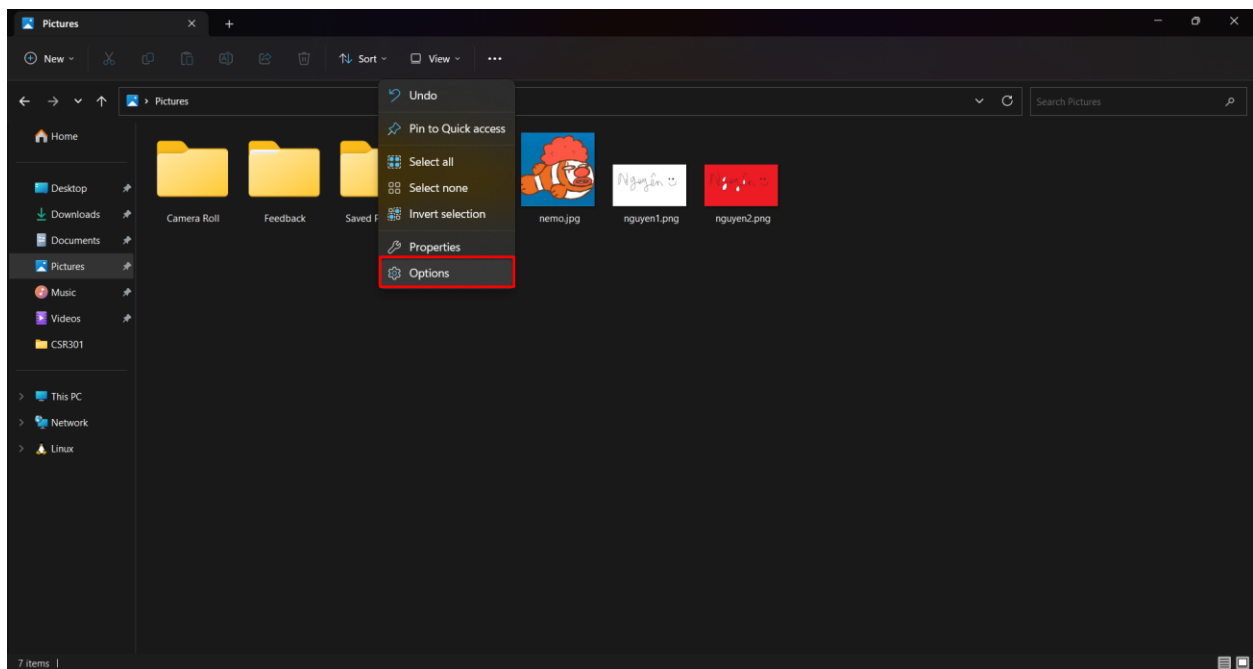 Pictures
New
Sort
View
Pictures
Search Pictures
Undo
Pin to Quick access
Select all
Select none
Invert selection
Properties
Options
Home
Desktop
Downloads
Documents
Pictures
Music
Videos
CSR301
This PC
Network
Linux
Nguyên
Camera Roll
Feedback
Saved
nemo.jpg
nguyen1.png
nguyen2.png
7 items